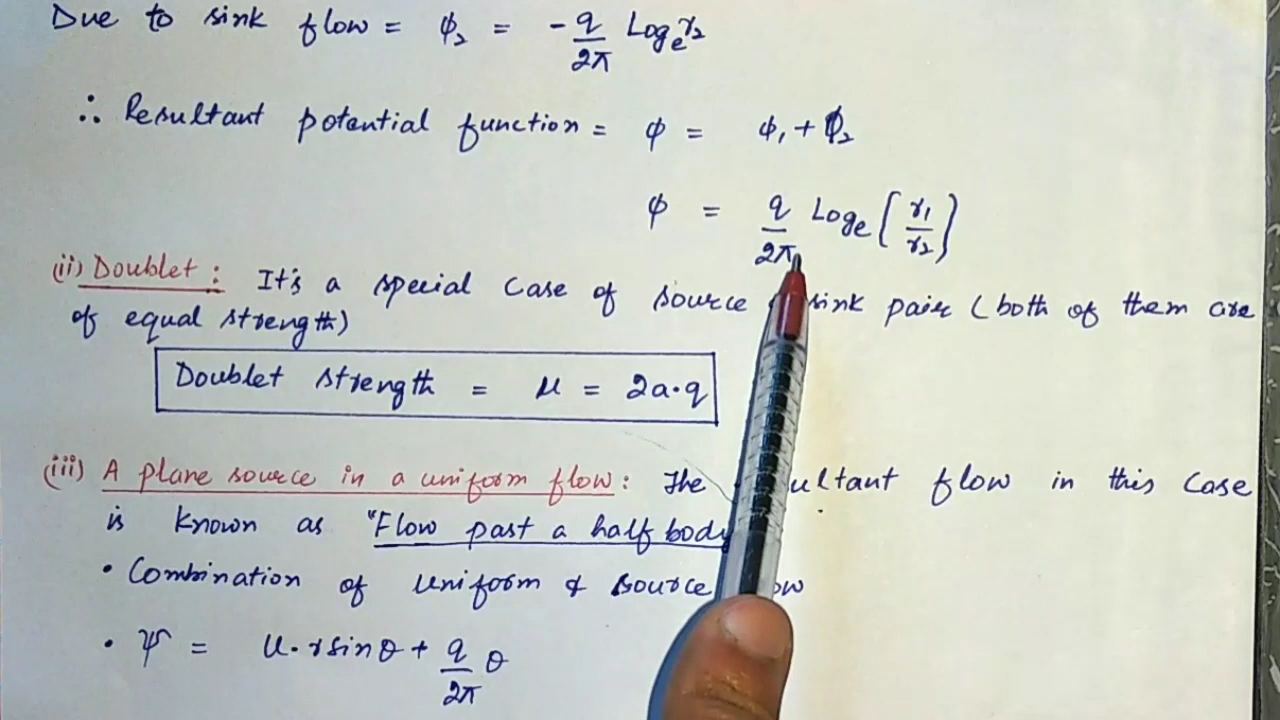 Due to sink flow = φ₂ = -q/2π Logₑr₂
∴ Resultant potential function = φ = φ₁ + φ₂
φ = q/2π Logₑ[r₁/r₂]
(ii) Doublet: It's a special case of source sink pair (both of them are
of equal strength)
Doublet strength = μ = 2a·q
(iii) A plane source in a uniform flow: The ultant flow in this case
is known as "Flow past a half body
• Combination of uniform & source
• ψ = U·r sinθ + q/2π θ